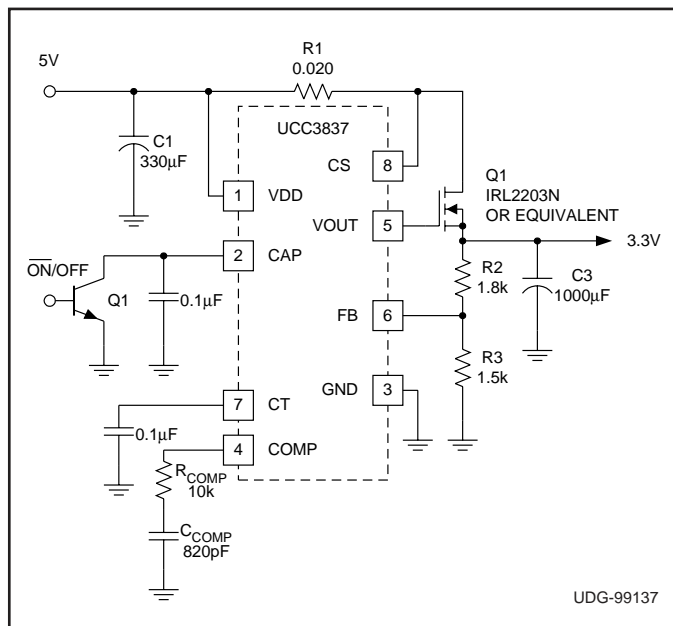 5V
R1
0.020
UCC3837
C1
330µF
CS
8
Q1
IRL2203N
OR EQUIVALENT
1
VDD
VOUT
5
3.3V
2
CAP
ON/OFF
Q1
0.1µF
R2
1.8k
C3
1000µF
FB
6
R3
1.5k
GND
3
7
CT
0.1µF
4
COMP
RCOMP
10k
CCOMP
820pF
UDG-99137